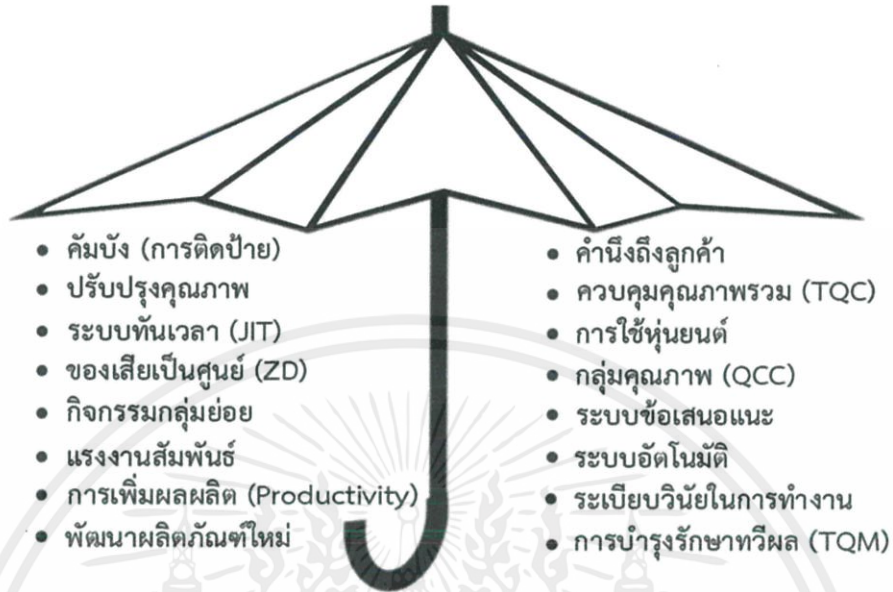 • คัมบัง (การติดป้าย)
• ปรับปรุงคุณภาพ
• ระบบทันเวลา (JIT)
• ของเสียเป็นศูนย์ (ZD)
• กิจกรรมกลุ่มย่อย
• แรงงานสัมพันธ์
• การเพิ่มผลผลิต (Productivity)
• พัฒนาผลิตภัณฑ์ใหม่
• คำนึงถึงลูกค้า
• ควบคุมคุณภาพรวม (TQC)
• การใช้หุ่นยนต์
• กลุ่มคุณภาพ (QCC)
• ระบบข้อเสนอแนะ
• ระบบอัตโนมัติ
• ระเบียบวินัยในการทำงาน
• การบำรุงรักษาทวีผล (TQM)